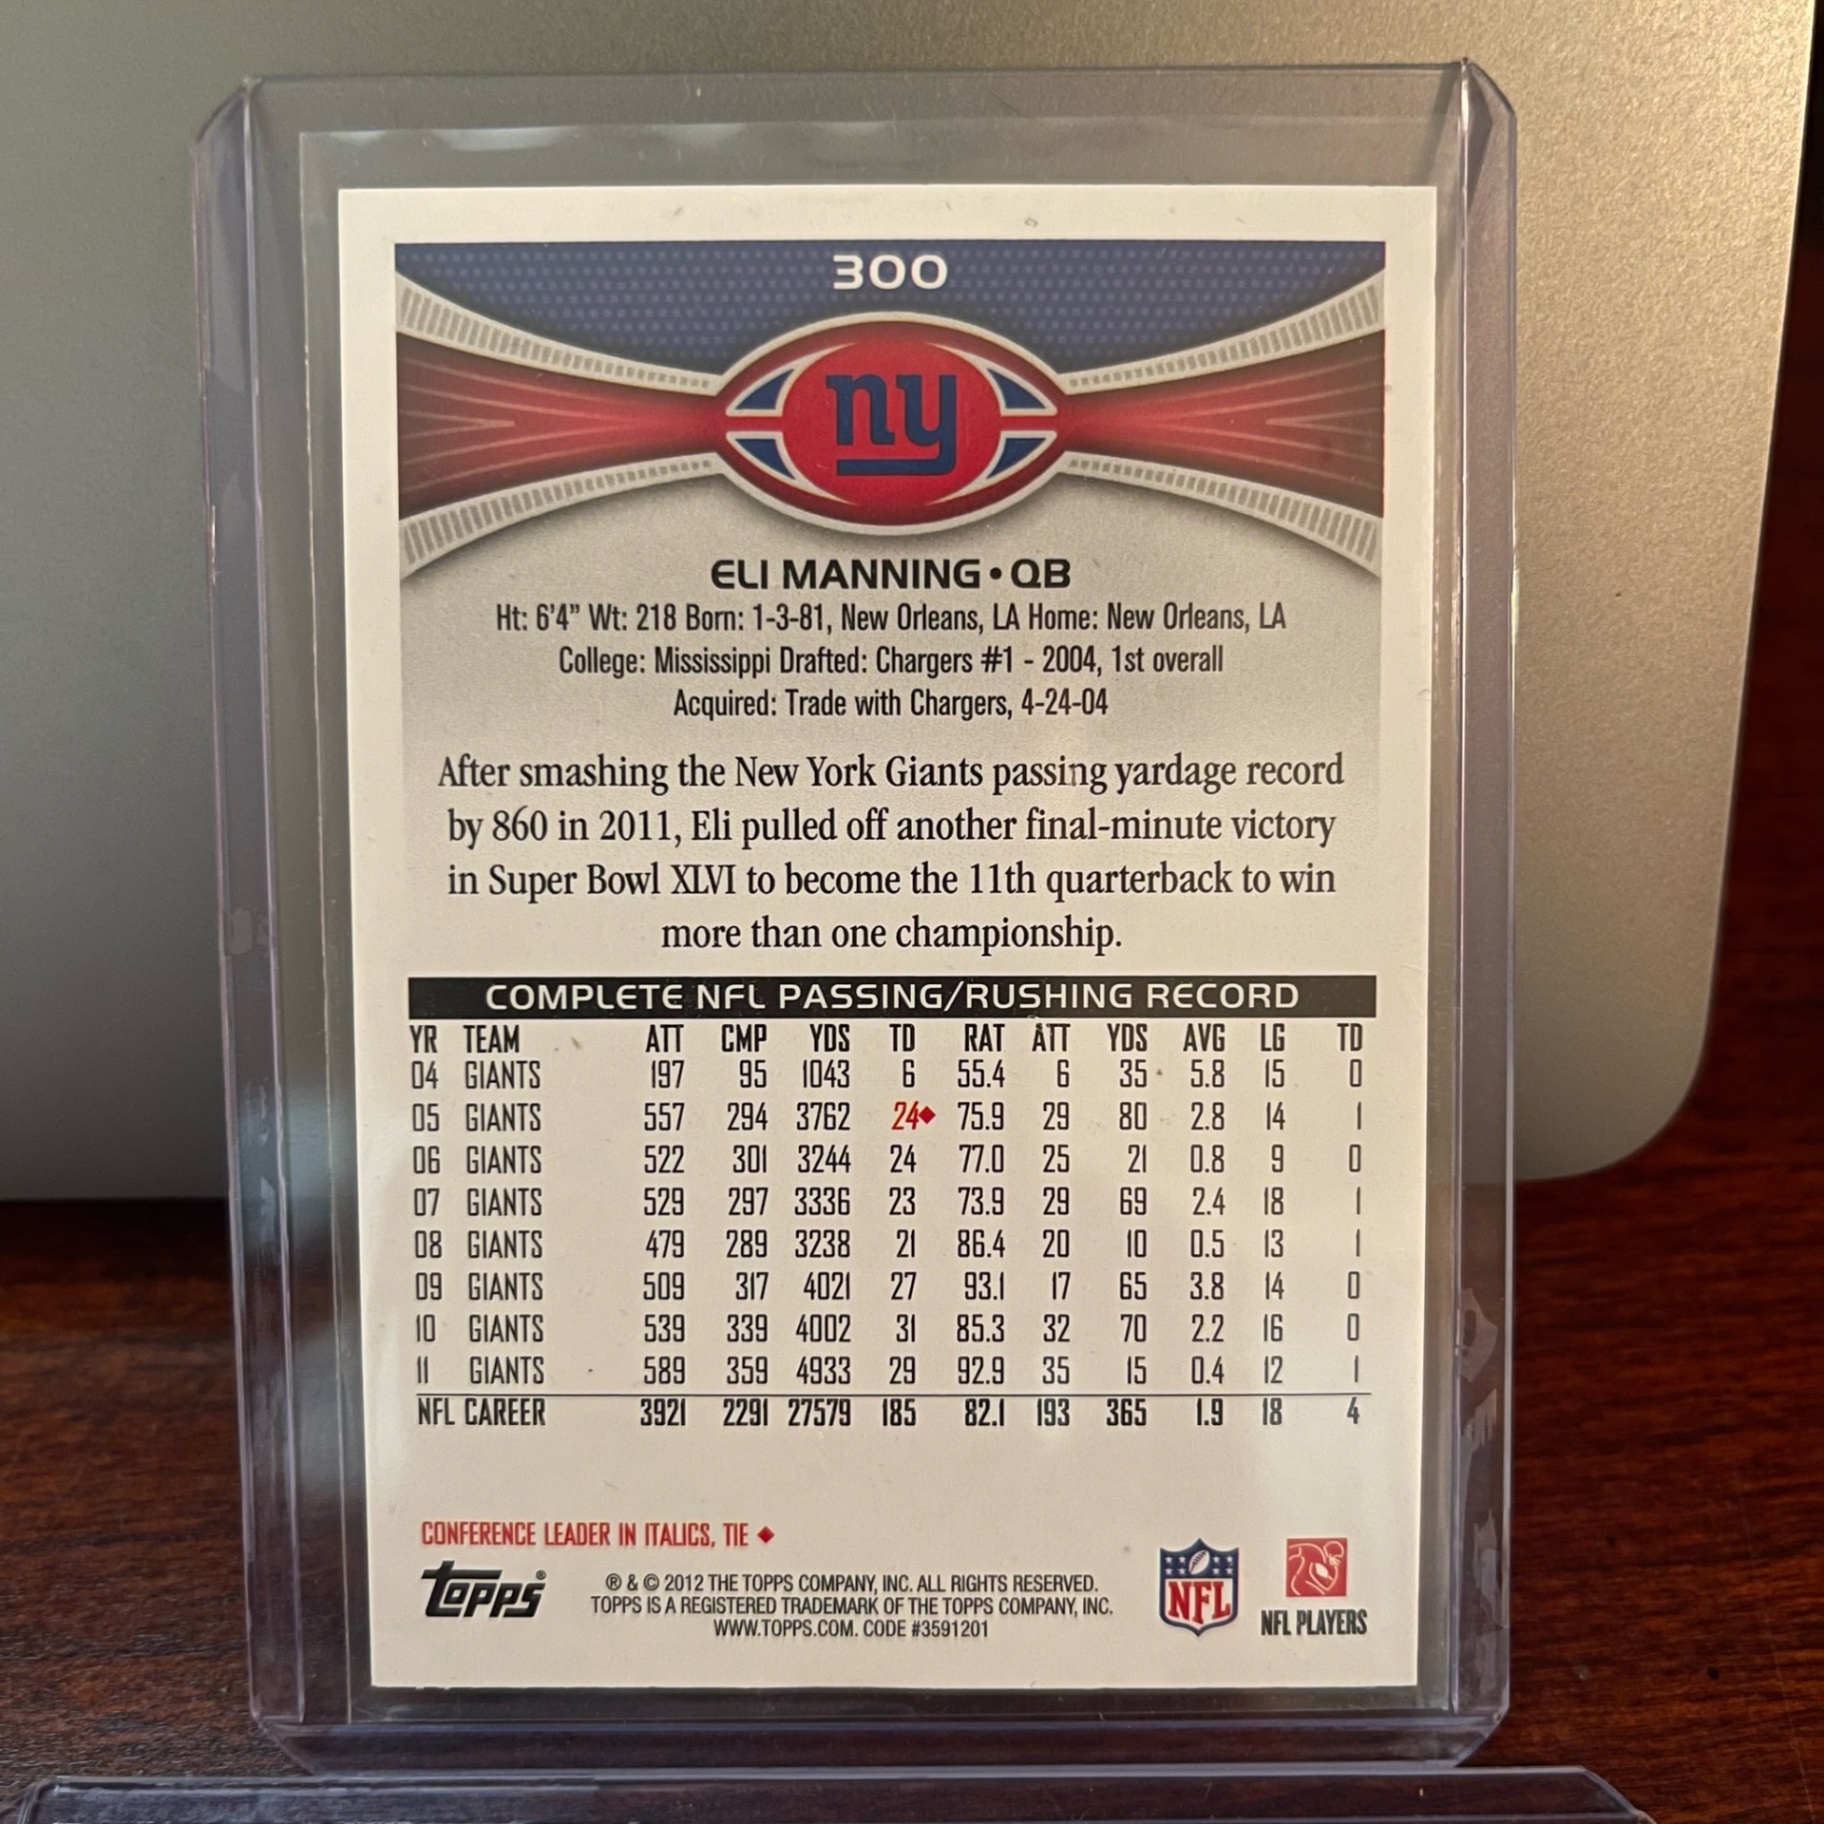 300
ny
ELI MANNING • QB
Ht: 6'4" Wt: 218 Born: 1-3-81, New Orleans, LA Home: New Orleans, LA
College: Mississippi Drafted: Chargers #1 - 2004, 1st overall
Acquired: Trade with Chargers, 4-24-04
After smashing the New York Giants passing yardage record
by 860 in 2011, Eli pulled off another final-minute victory
in Super Bowl XLVI to become the 11th quarterback to win
more than one championship.
COMPLETE NFL PASSING/RUSHING RECORD
YR TEAM ATT CMP YDS TD RAT ATT YDS AVG LG TD
04 GIANTS 197 95 1043 6 55.4 6 35 5.8 15 0
05 GIANTS 557 294 3762 24♦ 75.9 29 80 2.8 14 1
06 GIANTS 522 301 3244 24 77.0 25 21 0.8 9 0
07 GIANTS 529 297 3336 23 73.9 29 69 2.4 18 1
08 GIANTS 479 289 3238 21 86.4 20 10 0.5 13 1
09 GIANTS 509 317 4021 27 93.1 17 65 3.8 14 0
10 GIANTS 539 339 4002 31 85.3 32 70 2.2 16 0
11 GIANTS 589 359 4933 29 92.9 35 15 0.4 12 1
NFL CAREER 3921 2291 27579 185 82.1 193 365 1.9 18 4
CONFERENCE LEADER IN ITALICS, TIE ♦
Topps®
® & © 2012 THE TOPPS COMPANY, INC. ALL RIGHTS RESERVED.
TOPPS IS A REGISTERED TRADEMARK OF THE TOPPS COMPANY, INC.
WWW.TOPPS.COM. CODE #3591201
NFL
NFL PLAYERS